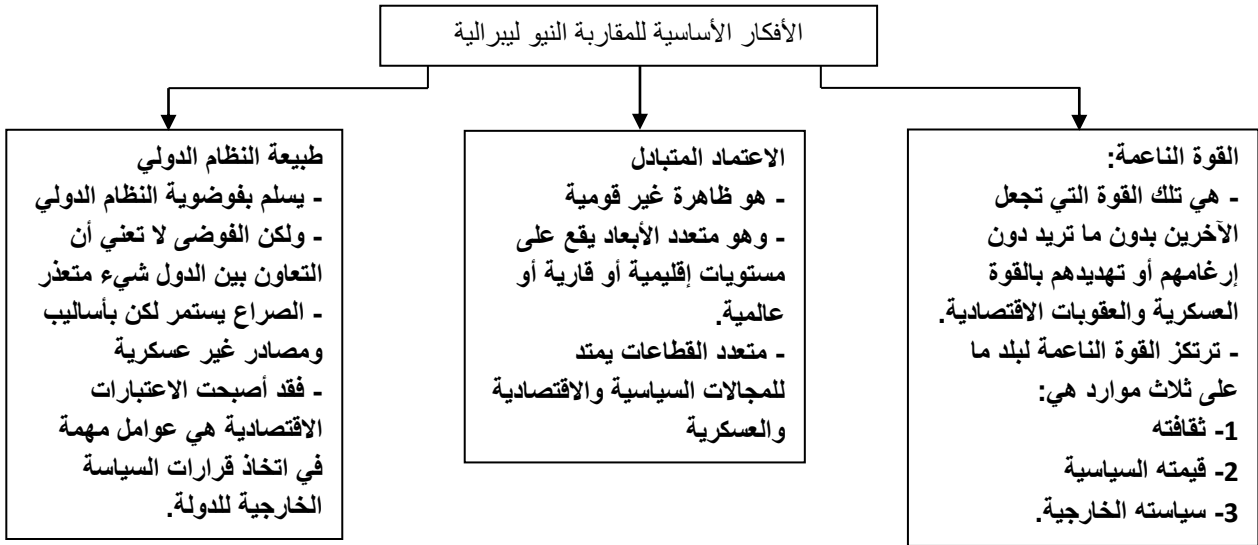 الأفكار الأساسية للمقاربة النيو ليبرالية
القوة الناعمة:
- هي تلك القوة التي تجعل
الآخرين بدون ما تريد دون
إرغامهم أو تهديدهم بالقوة
العسكرية والعقوبات الاقتصادية.
- ترتكز القوة الناعمة لبلد ما
على ثلاث موارد هي:
1- ثقافته
2- قيمته السياسية
3- سياسته الخارجية.
الاعتماد المتبادل
- هو ظاهرة غير قومية
- وهو متعدد الأبعاد يقع على
مستويات إقليمية أو قارية أو
عالمية.
- متعدد القطاعات يمتد
للمجالات السياسية والاقتصادية
والعسكرية
طبيعة النظام الدولي
- يسلم بفوضوية النظام الدولي
- ولكن الفوضى لا تعني أن
التعاون بين الدول شيء متعذر
- الصراع يستمر لكن بأساليب
ومصادر غير عسكرية
- فقد أصبحت الاعتبارات
الاقتصادية هي عوامل مهمة
في اتخاذ قرارات السياسة
الخارجية للدولة.